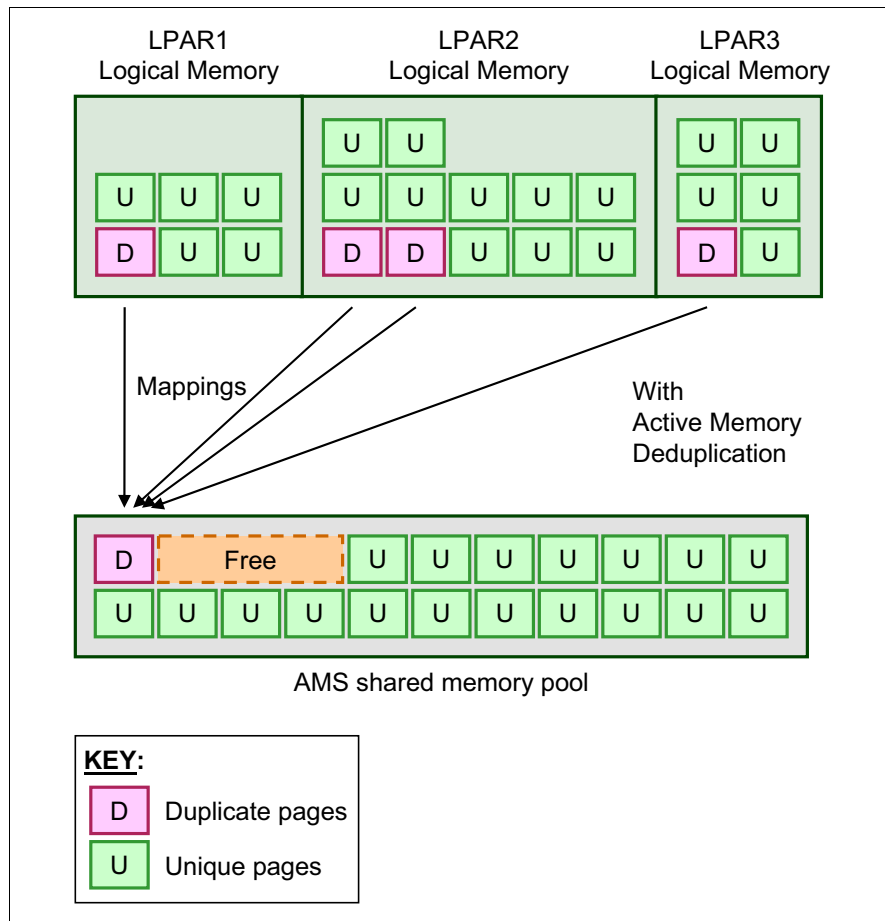 LPAR1 LPAR2 LPAR3
Logical Memory Logical Memory Logical Memory
U U U U
U U U U U U U U U U
D U U D D U U U D U
Mappings
With
Active Memory
Deduplication
D Free U U U U U U U
U U U U U U U U U U U
AMS shared memory pool
KEY:
D Duplicate pages
U Unique pages